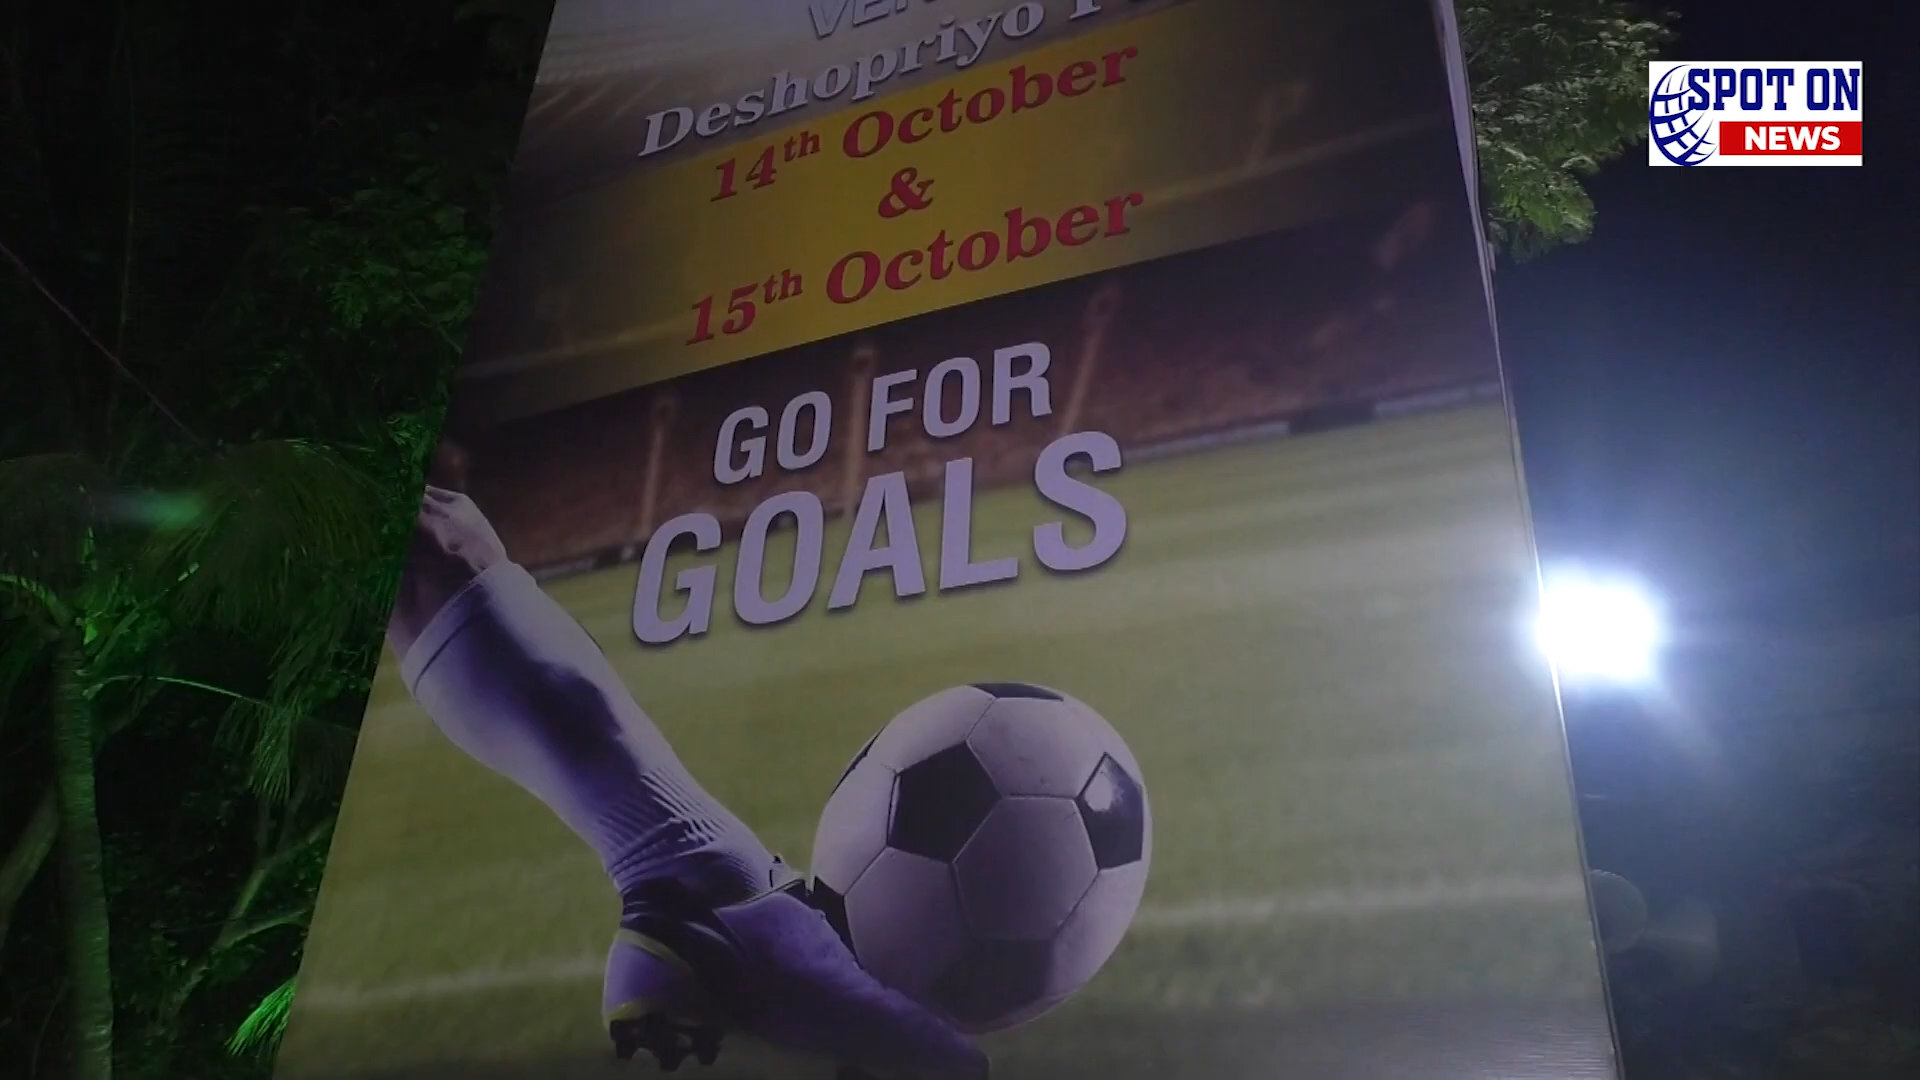 Deshopriyo
14th October
&
15th October
GO FOR
GOALS
SPOT ON
NEWS